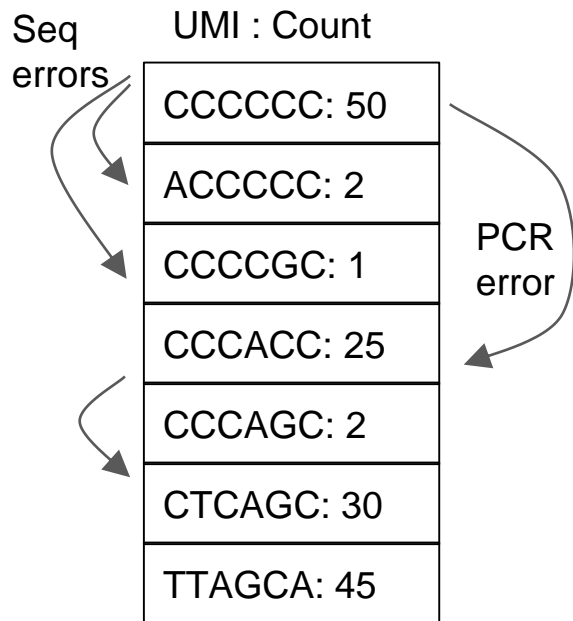 Seq
errors
UMI : Count
CCCCCC: 50
ACCCCC: 2
CCCCGC: 1
PCR
error
CCCACC: 25
CCCAGC: 2
CTCAGC: 30
TTAGCA: 45